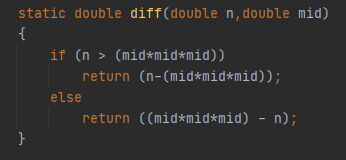 static double diff(double n,double mid)
{
    if (n > (mid*mid*mid))
        return (n-(mid*mid*mid));
    else
        return ((mid*mid*mid) - n);
}